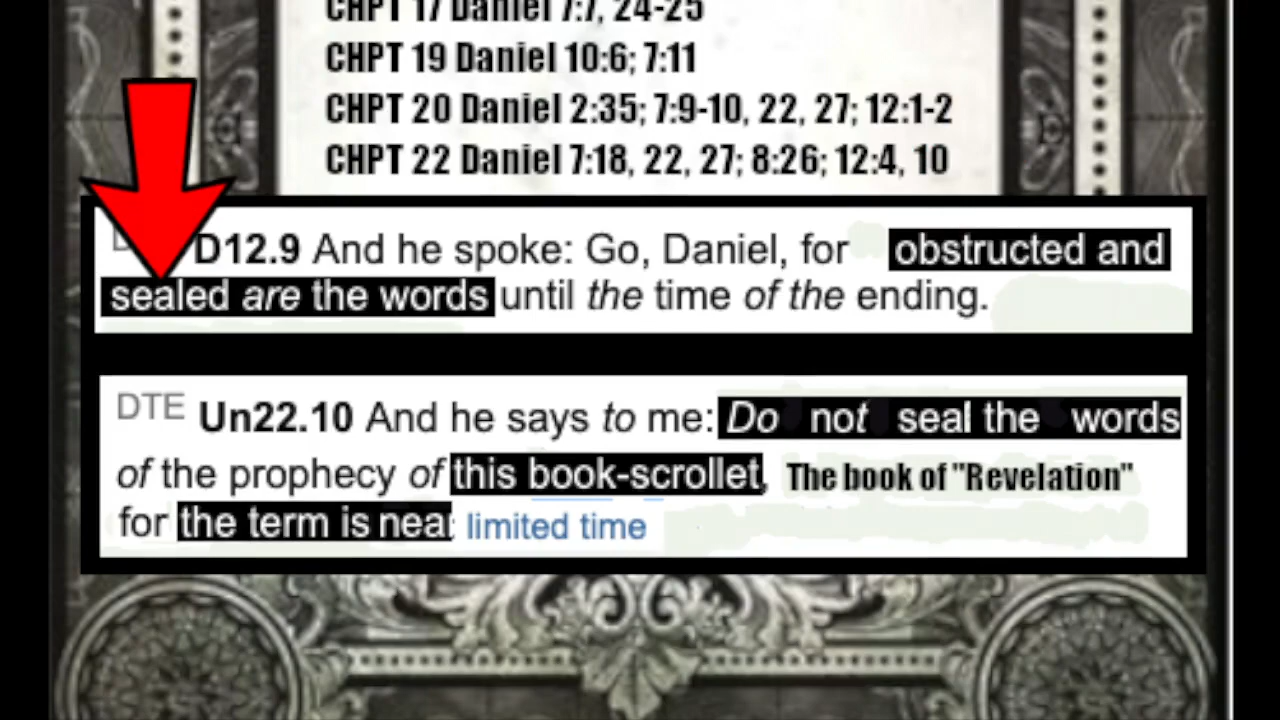 CHPT 17 Daniel 7:7, 24-25
CHPT 19 Daniel 10:6; 7:11
CHPT 20 Daniel 2:35; 7:9-10, 22, 27; 12:1-2
CHPT 22 Daniel 7:18, 22, 27; 8:26; 12:4, 10
D12.9 And he spoke: Go, Daniel, for obstructed and
sealed are the words until the time of the ending.
DTE Un22.10 And he says to me: Do not seal the words
of the prophecy of this book-scrollet, The book of "Revelation"
for the term is near limited time